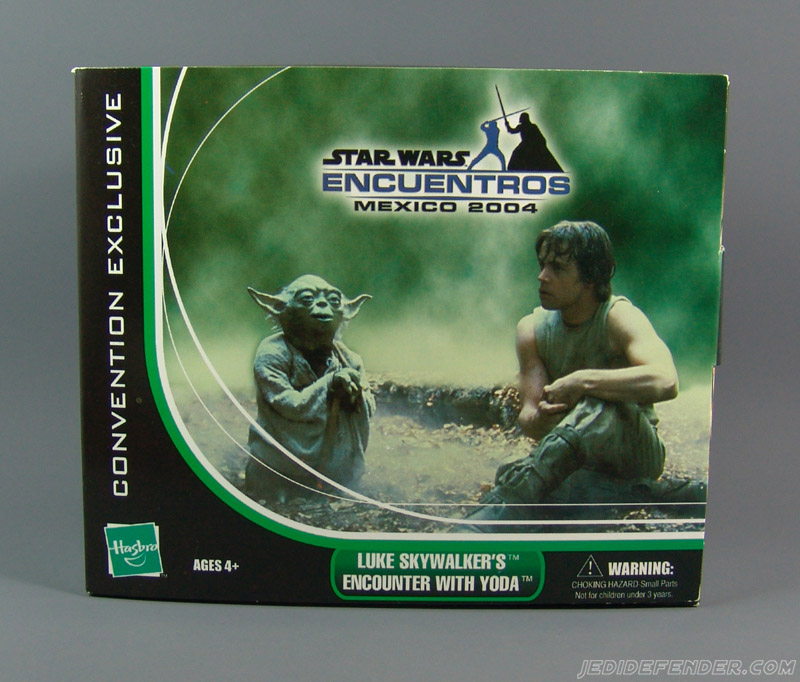 CONVENTION EXCLUSIVE
STAR WARS
ENCUENTROS
MEXICO 2004
Hasbro
AGES 4+
LUKE SKYWALKER'S™
ENCOUNTER WITH YODA™
WARNING:
CHOKING HAZARD-Small Parts
Not for children under 3 years.
JEDIDEFENDER.COM